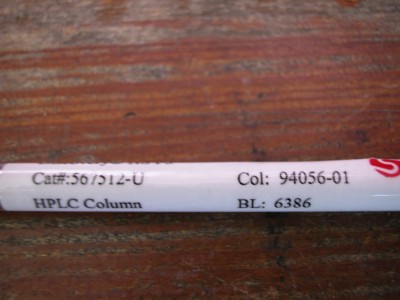 Cat#:567512-U Col: 94056-01
HPLC Column BL: 6386